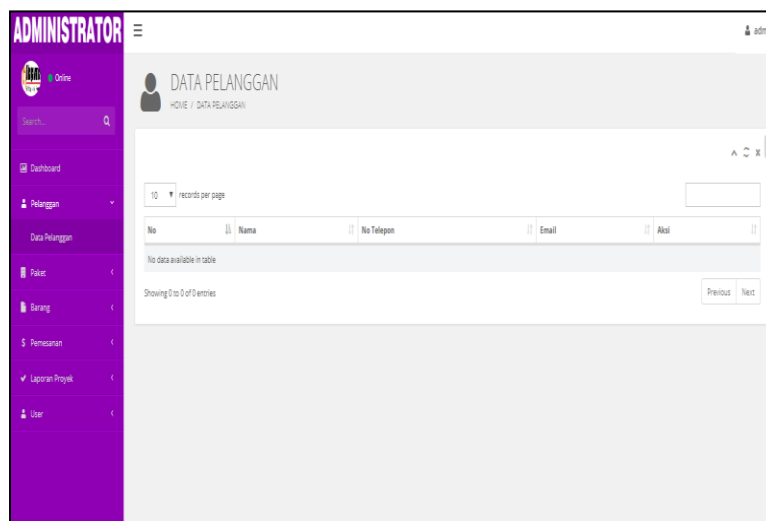 ADMINISTRATOR
Online
Search...
Dashboard
Pelanggan
Data Pelanggan
Paket
Barang
$ Pemesanan
Laporan Proyek
User
adm
DATA PELANGGAN
HOME / DATA PELANGGAN
10 records per page
No Nama No Telepon Email Aksi
No data available in table
Showing 0 to 0 of 0 entries
Previous Next